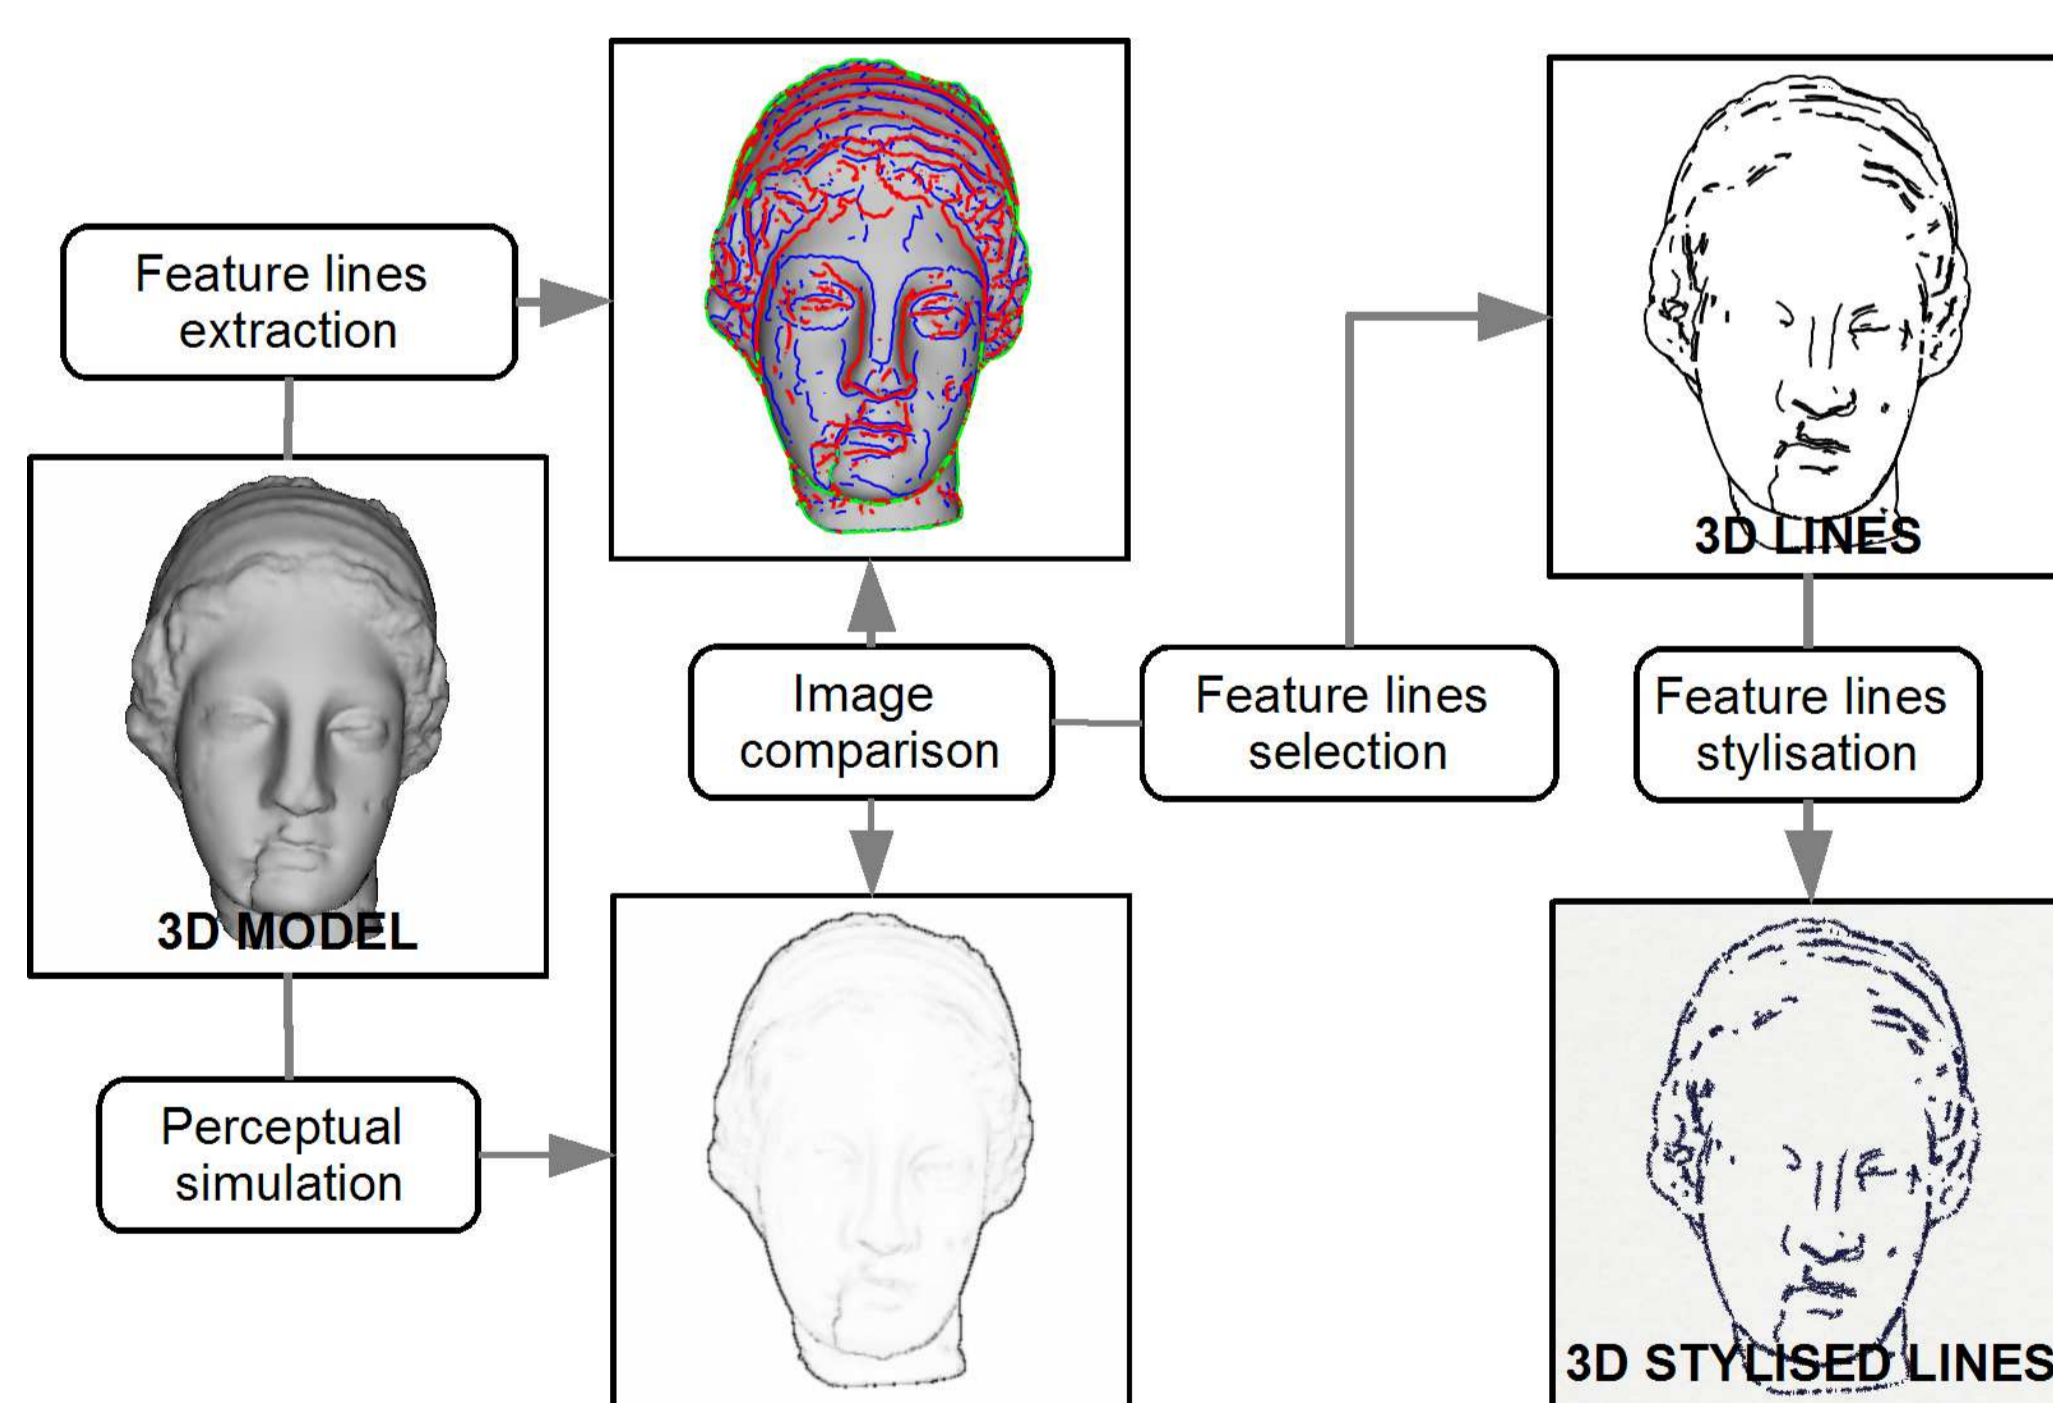 Feature lines
extraction
3D MODEL
Perceptual
simulation
Image
comparison
Feature lines
selection
3D LINES
Feature lines
stylisation
3D STYLISED LINES